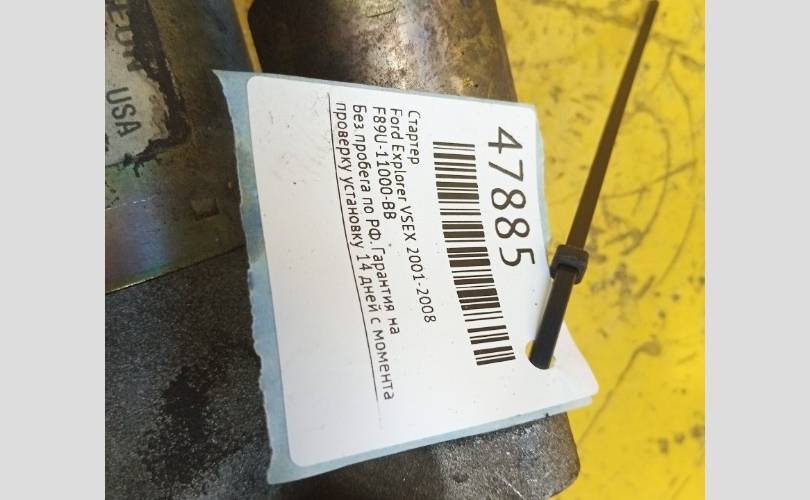 47885
Стартер
Ford Explorer VSEX 2001-2008
F89U-11000-BB
Без пробега по РФ. Гарантия на
проверку установку 14 дней с момента
USA